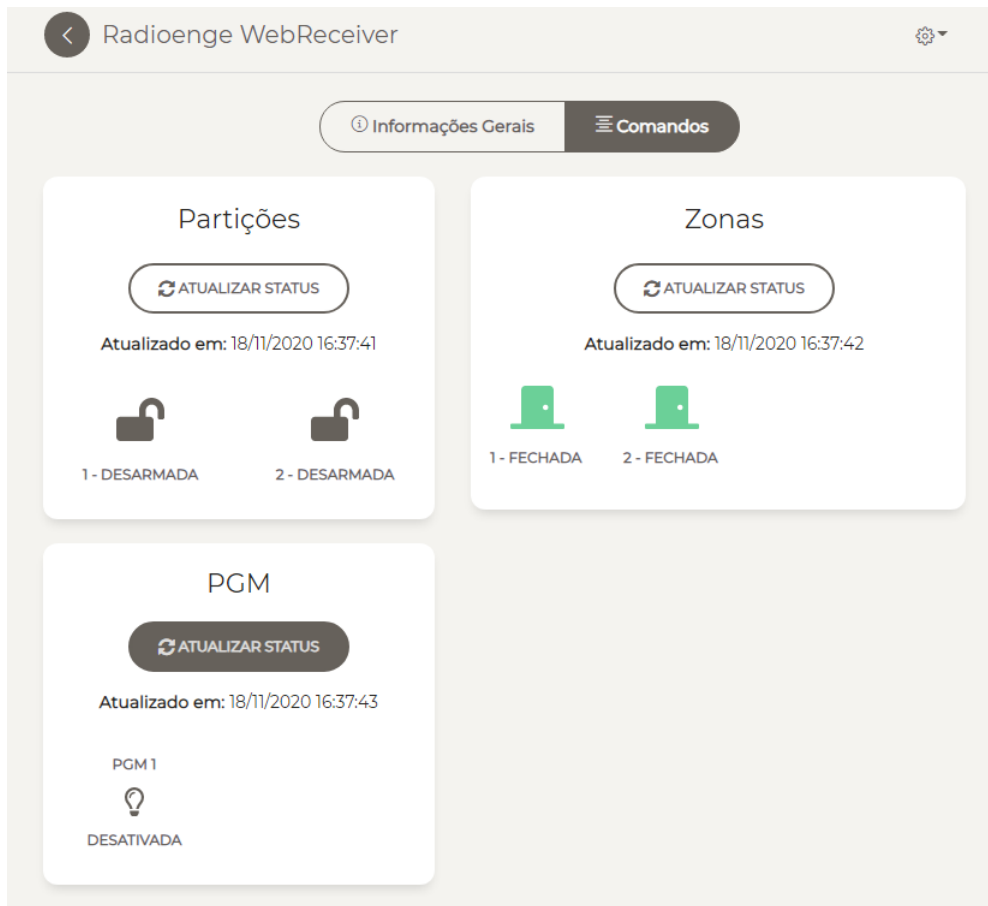 Radioenge WebReceiver
Informações Gerais
Comandos
Partições
ATUALIZAR STATUS
Atualizado em: 18/11/2020 16:37:41
1 - DESARMADA
2 - DESARMADA
Zonas
ATUALIZAR STATUS
Atualizado em: 18/11/2020 16:37:42
1 - FECHADA
2 - FECHADA
PGM
ATUALIZAR STATUS
Atualizado em: 18/11/2020 16:37:43
PGM 1
DESATIVADA